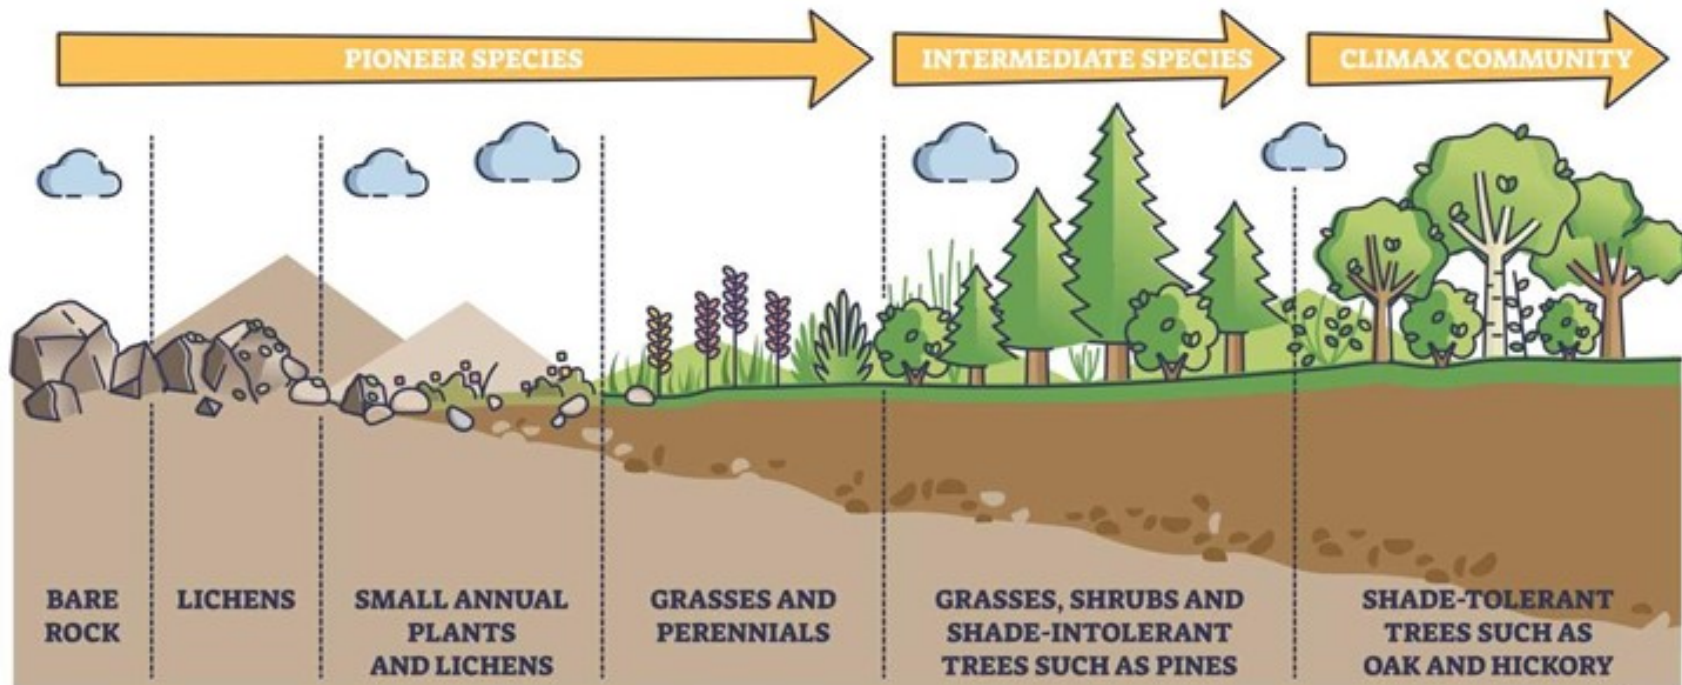 PIONEER SPECIES
INTERMEDIATE SPECIES
CLIMAX COMMUNITY
BARE
ROCK
LICHENS
SMALL ANNUAL
PLANTS
AND LICHENS
GRASSES AND
PERENNIALS
GRASSES, SHRUBS AND
SHADE-INTOLERANT
TREES SUCH AS PINES
SHADE-TOLERANT
TREES SUCH AS
OAK AND HICKORY